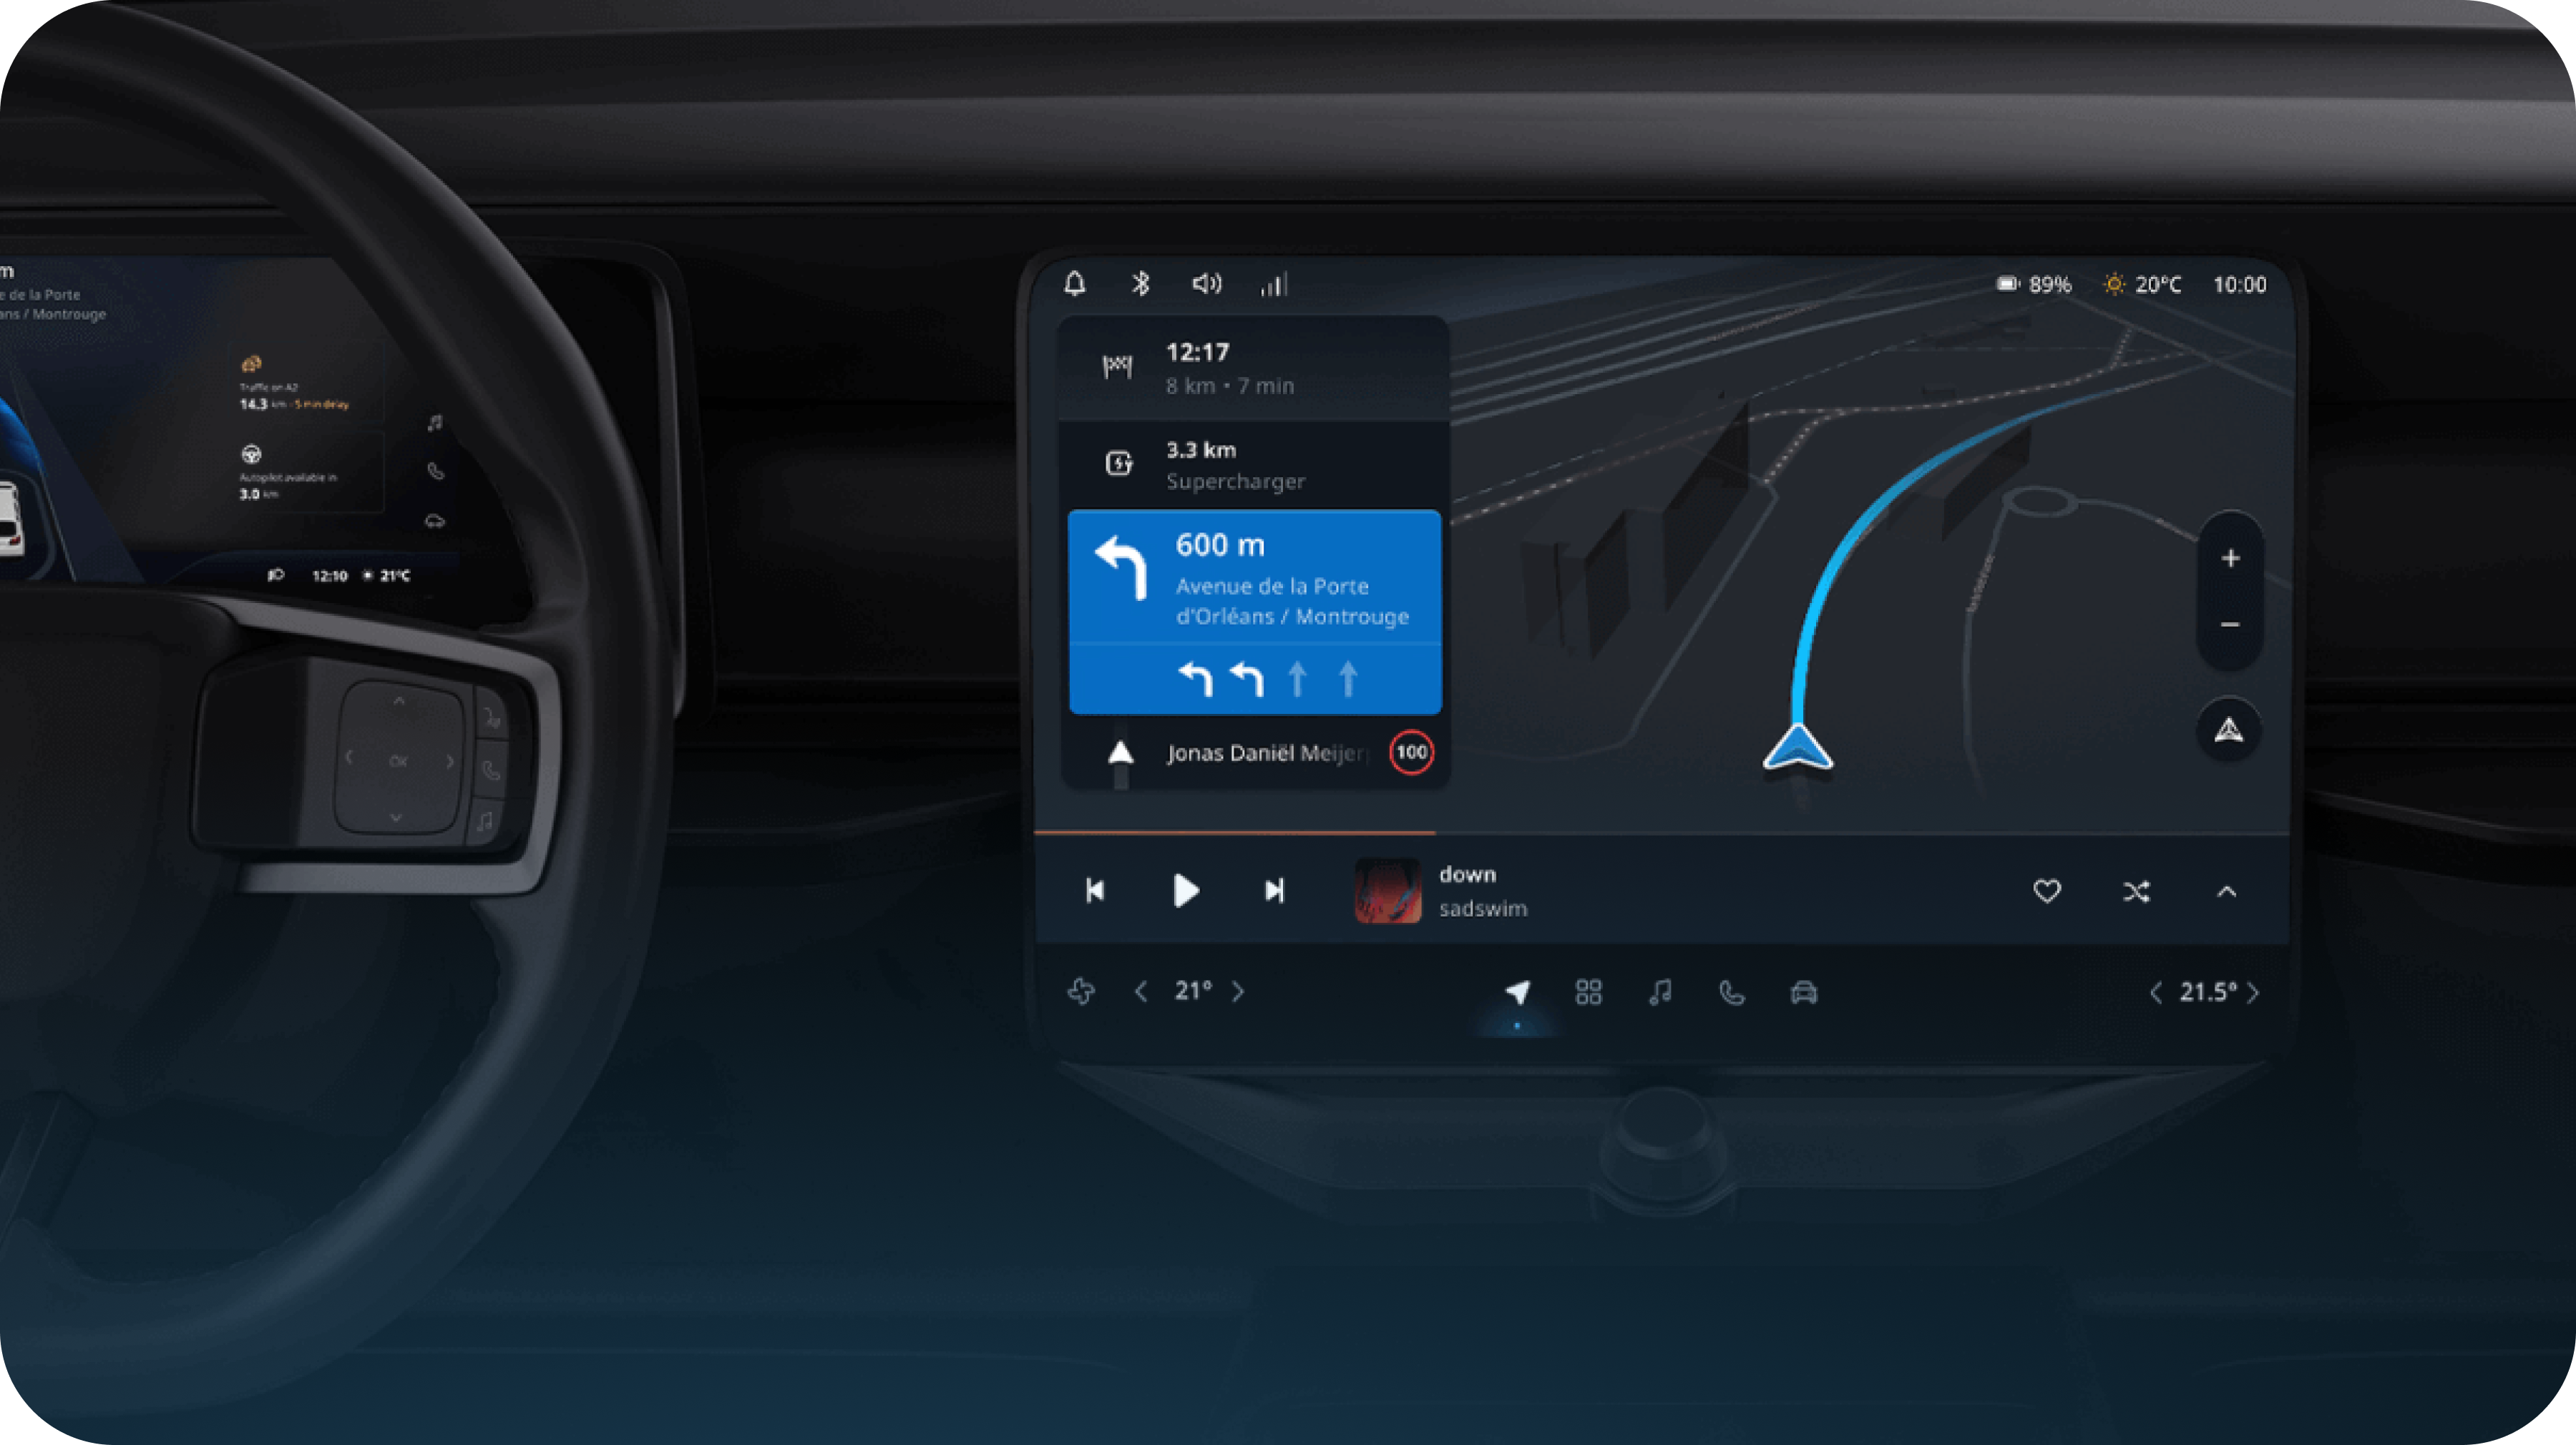 m
e de la Porte
ans / Montrouge
Traffic on A2
14.3 km · 5 min delay
Autopilot available in
3.0 km
12:10 21°C
OK
89% 20°C 10:00
12:17
8 km • 7 min
3.3 km
Supercharger
600 m
Avenue de la Porte
d'Orléans / Montrouge
Jonas Daniël Meijer 100
down
sadswim
21° 21.5°